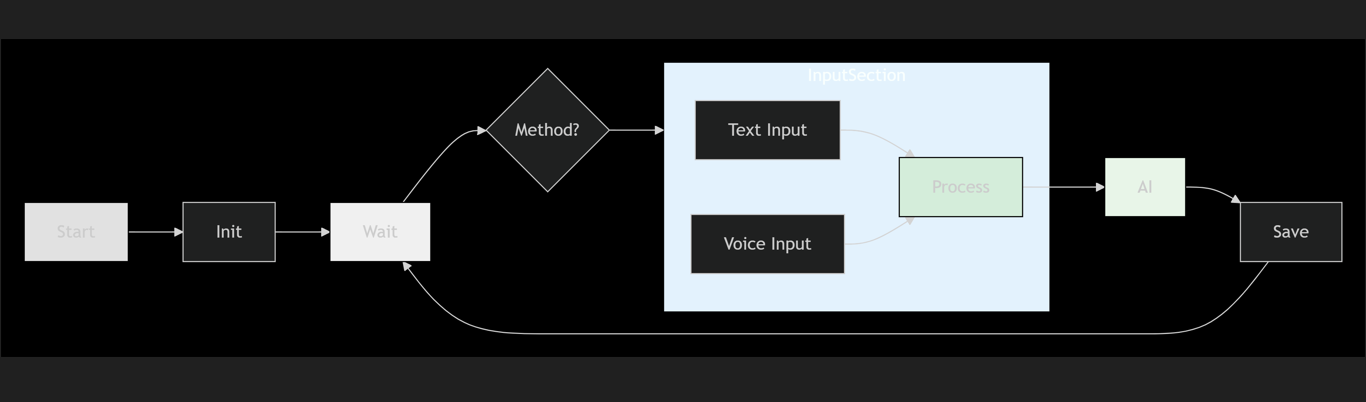 Start
Init
Wait
Method?
InputSection
Text Input
Voice Input
Process
AI
Save